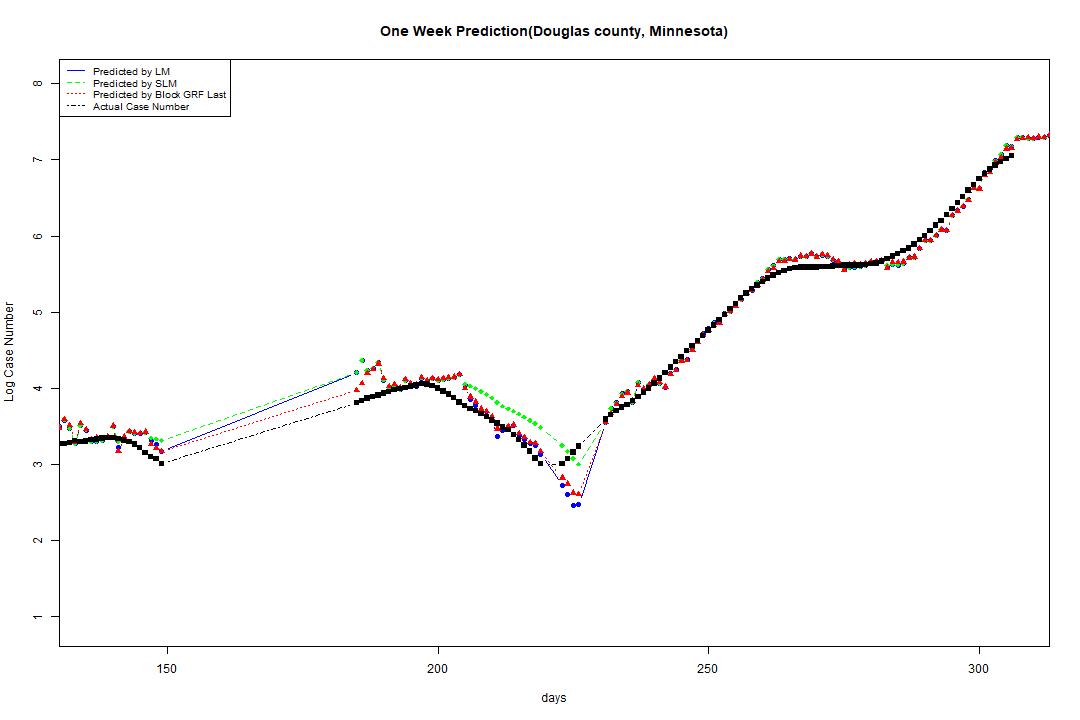 One Week Prediction(Douglas county, Minnesota)
Predicted by LM
Predicted by SLM
Predicted by Block GRF Last
Actual Case Number
8
7
6
5
4
3
2
1
Log Case Number
150 200 250 300
days